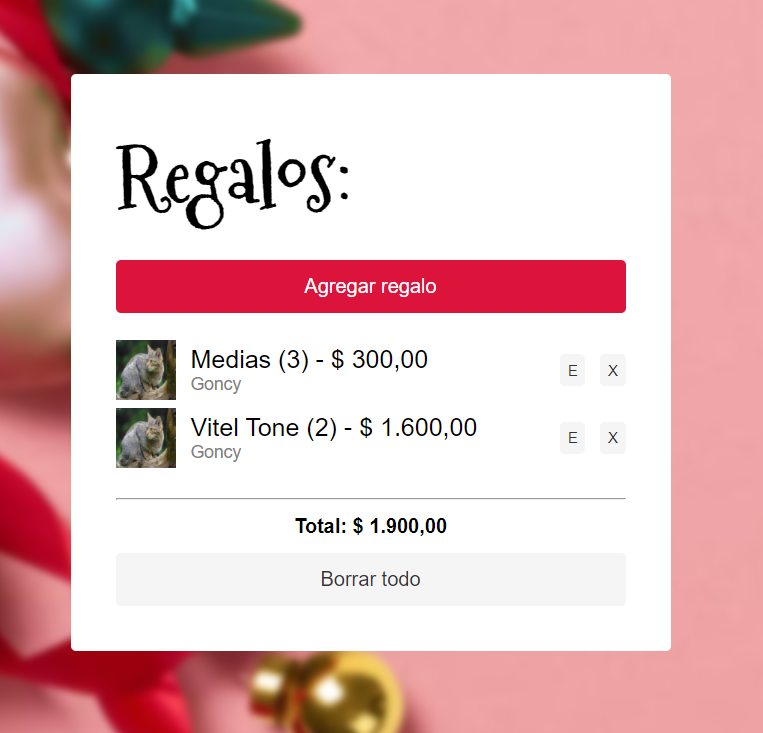 Regalos:
Agregar regalo
Medias (3) - $ 300,00
Goncy
E
X
Vitel Tone (2) - $ 1.600,00
Goncy
E
X
Total: $ 1.900,00
Borrar todo